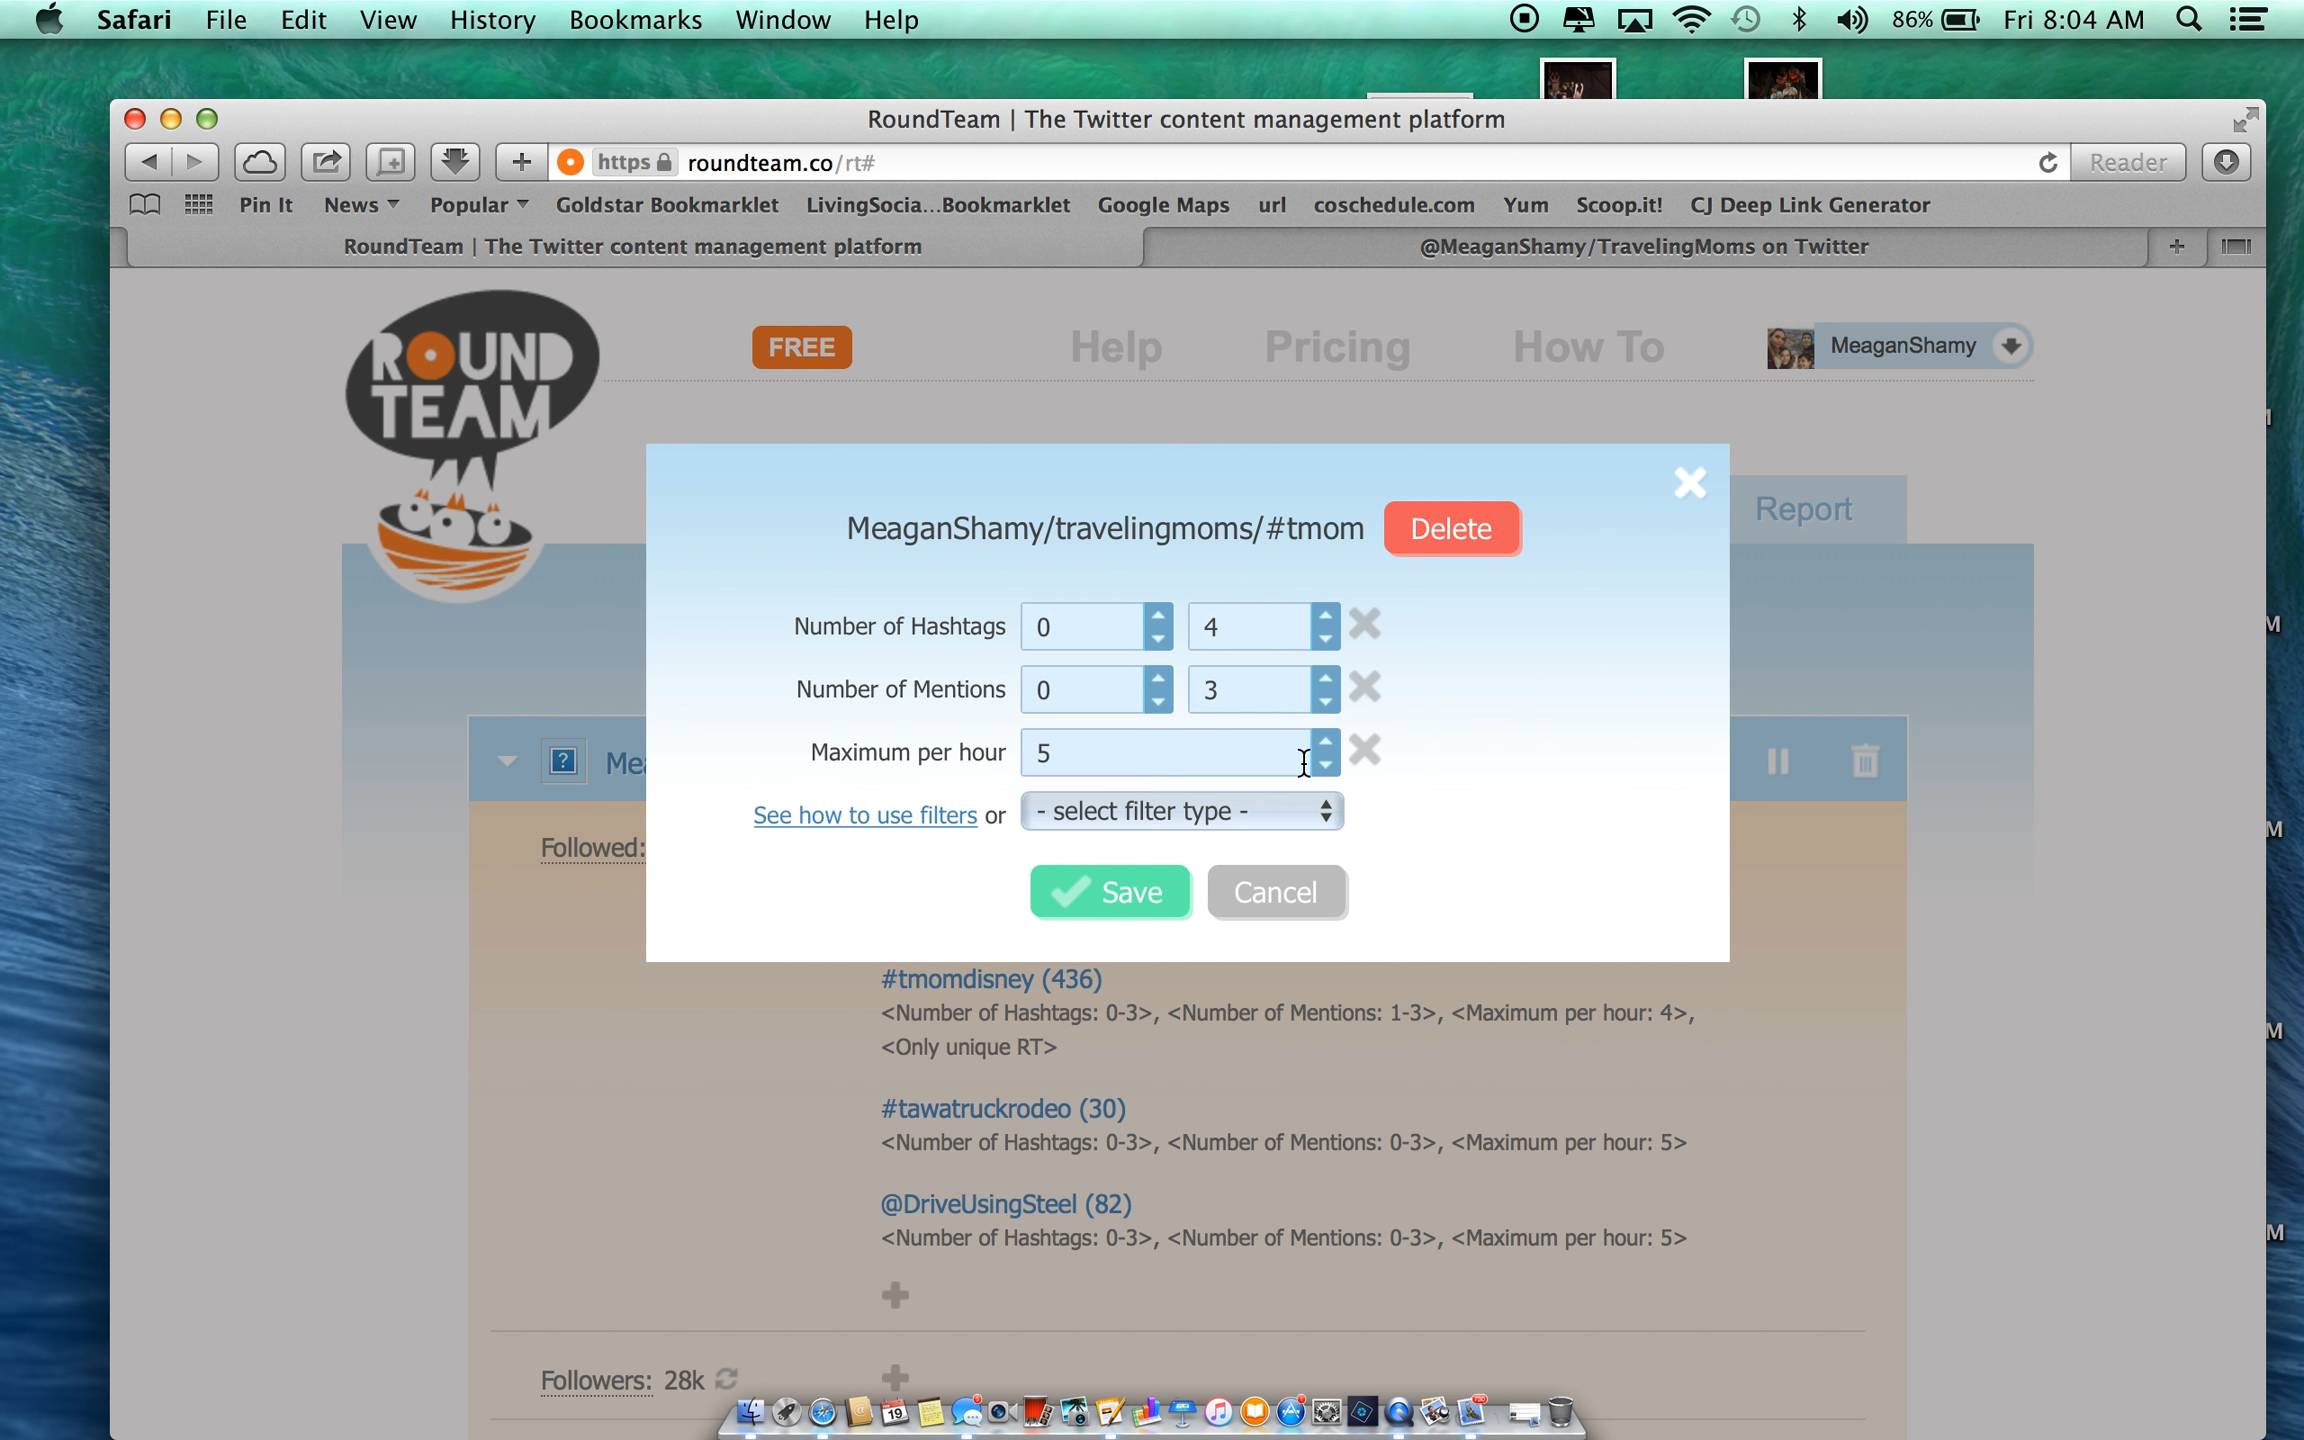 Safari File Edit View History Bookmarks Window Help 86% Fri 8:04 AM
RoundTeam | The Twitter content management platform
https roundteam.co/rt# Reader
Pin It News Popular Goldstar Bookmarklet LivingSocia...Bookmarklet Google Maps url coschedule.com Yum Scoop.it! CJ Deep Link Generator
RoundTeam | The Twitter content management platform @MeaganShamy/TravelingMoms on Twitter
ROUND
TEAM
FREE Help Pricing How To MeaganShamy
Report
MeaganShamy/travelingmoms/#tmom Delete
Number of Hashtags 0 4
Number of Mentions 0 3
Maximum per hour 5
See how to use filters or - select filter type -
Save Cancel
? Mea
Followed:
#tmomdisney (436)
<Number of Hashtags: 0-3>, <Number of Mentions: 1-3>, <Maximum per hour: 4>,
<Only unique RT>
#tawatruckrodeo (30)
<Number of Hashtags: 0-3>, <Number of Mentions: 0-3>, <Maximum per hour: 5>
@DriveUsingSteel (82)
<Number of Hashtags: 0-3>, <Number of Mentions: 0-3>, <Maximum per hour: 5>
Followers: 28k
19
M
M
M
M